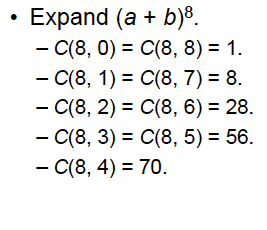 • Expand (a + b)⁸.
– C(8, 0) = C(8, 8) = 1.
– C(8, 1) = C(8, 7) = 8.
– C(8, 2) = C(8, 6) = 28.
– C(8, 3) = C(8, 5) = 56.
– C(8, 4) = 70.